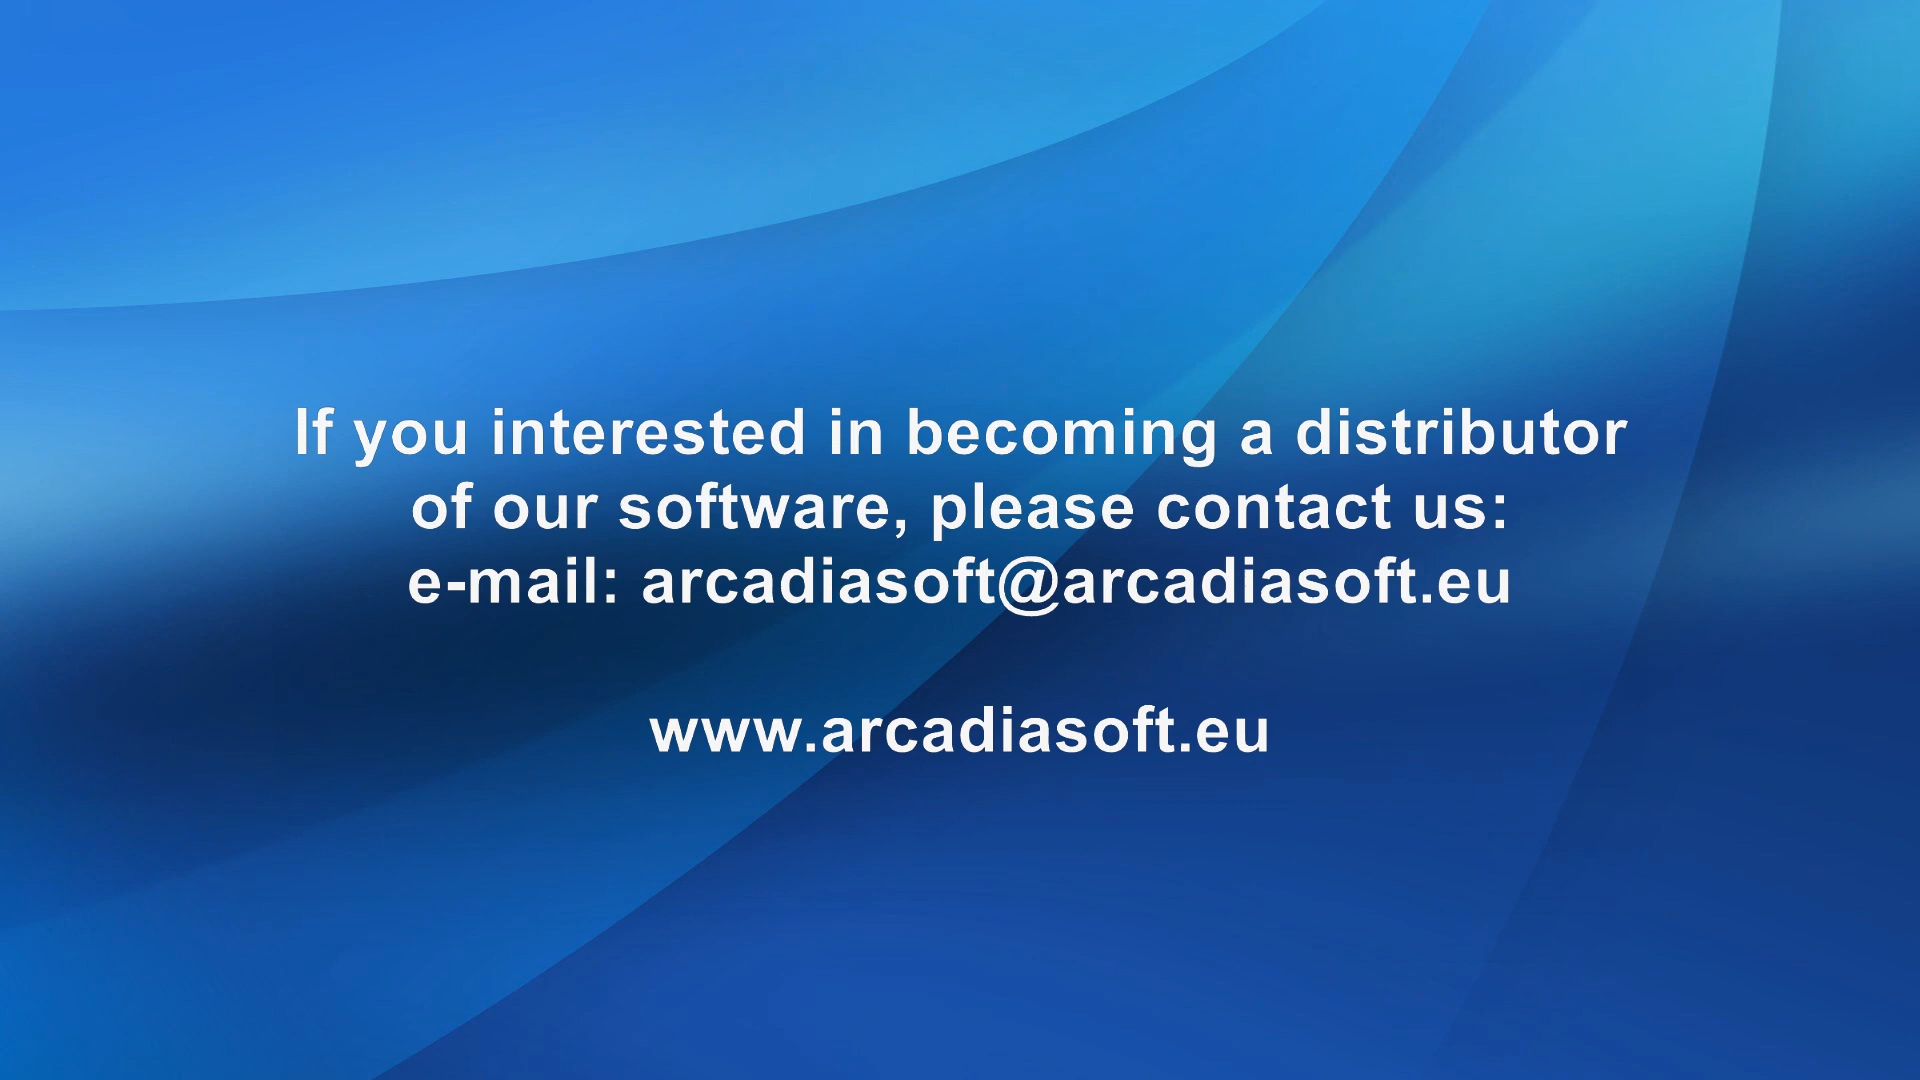 If you interested in becoming a distributor
of our software, please contact us:
e-mail: arcadiasoft@arcadiasoft.eu
www.arcadiasoft.eu